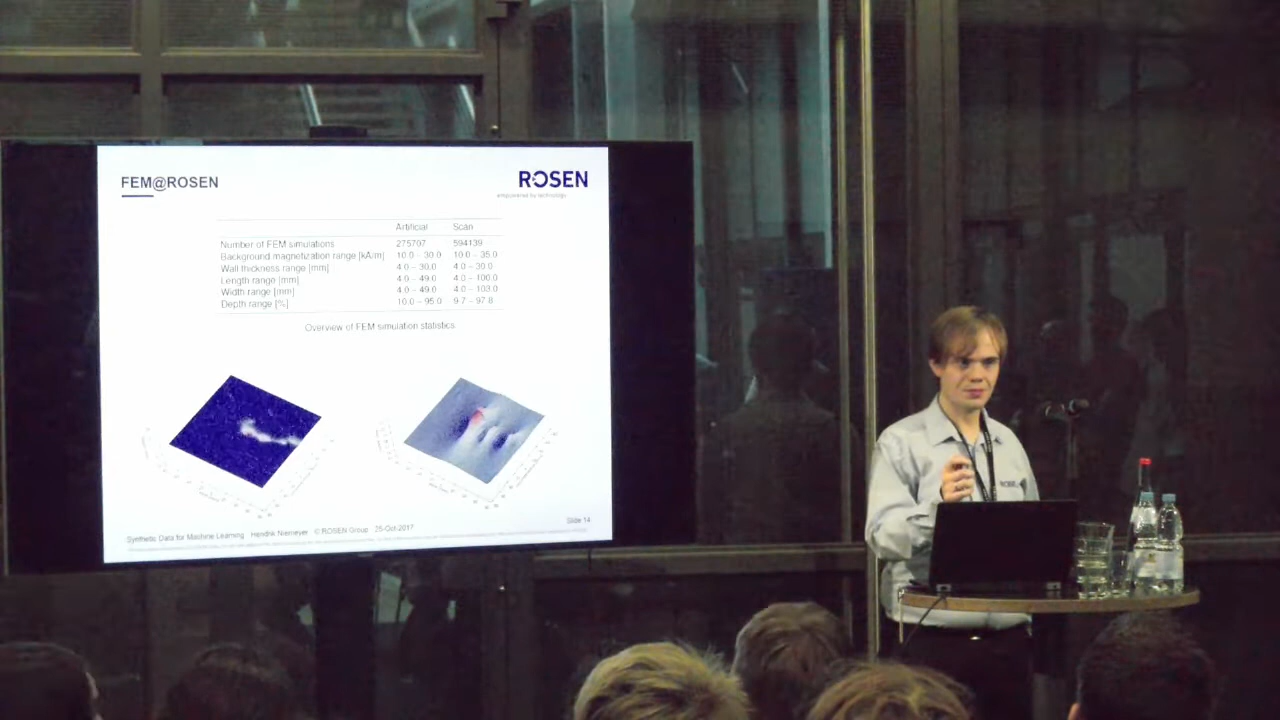 FEM@ROSEN
ROSEN
empowered by technology
Artificial Scan
Number of FEM simulations 275707 594139
Background magnetization range [kA/m] 10.0 – 30.0 10.0 – 35.0
Wall thickness range [mm] 4.0 – 30.0 4.0 – 30.0
Length range [mm] 4.0 – 49.0 4.0 – 100.0
Width range [mm] 4.0 – 49.0 4.0 – 103.0
Depth range [%] 10.0 – 95.0 9.7 – 97.8
Overview of FEM simulation statistics.
Slide 14
Synthetic Data for Machine Learning Hendrik Niemeyer © ROSEN Group 25-Oct-2017